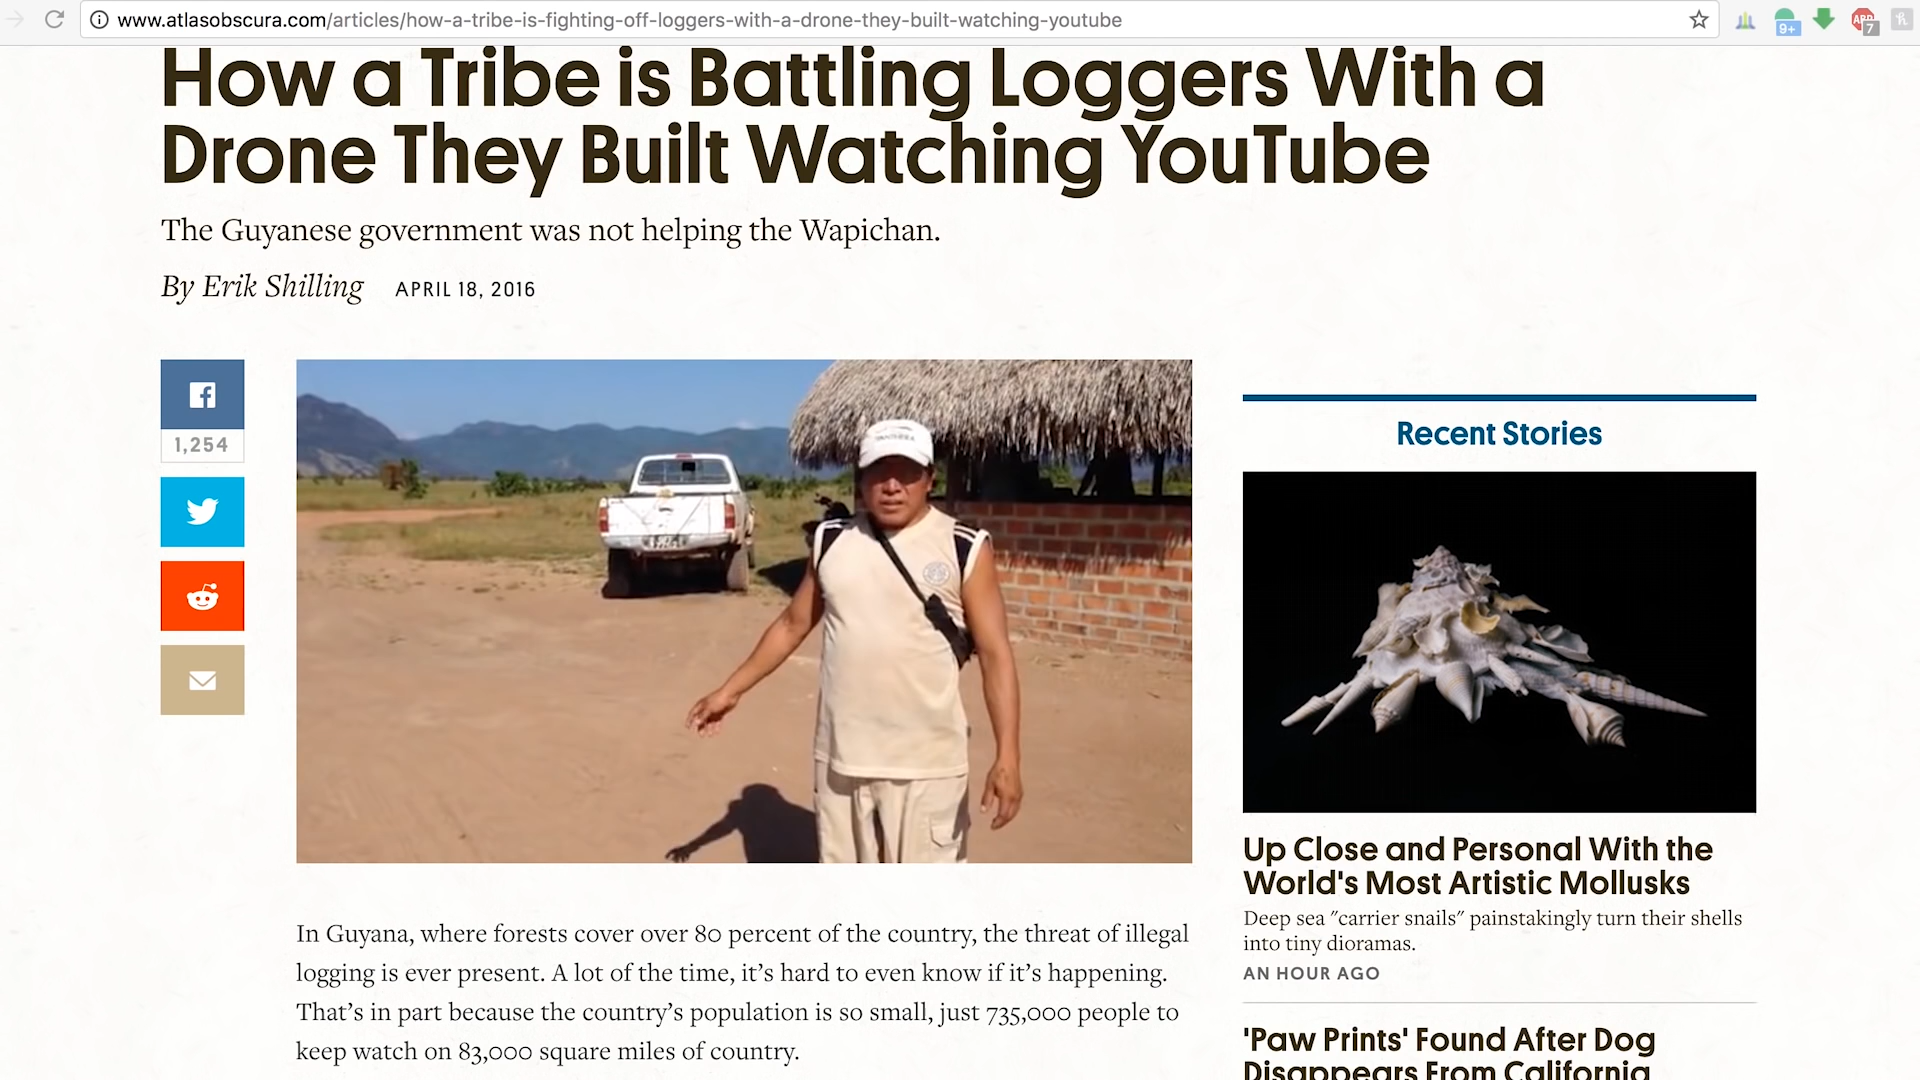 www.atlasobscura.com/articles/how-a-tribe-is-fighting-off-loggers-with-a-drone-they-built-watching-youtube
9+
ABP
7
How a Tribe is Battling Loggers With a
Drone They Built Watching YouTube
The Guyanese government was not helping the Wapichan.
By Erik Shilling APRIL 18, 2016
1,254
Recent Stories
Up Close and Personal With the
World's Most Artistic Mollusks
Deep sea "carrier snails" painstakingly turn their shells
into tiny dioramas.
AN HOUR AGO
'Paw Prints' Found After Dog
Disappears From California
In Guyana, where forests cover over 80 percent of the country, the threat of illegal
logging is ever present. A lot of the time, it’s hard to even know if it’s happening.
That’s in part because the country’s population is so small, just 735,000 people to
keep watch on 83,000 square miles of country.